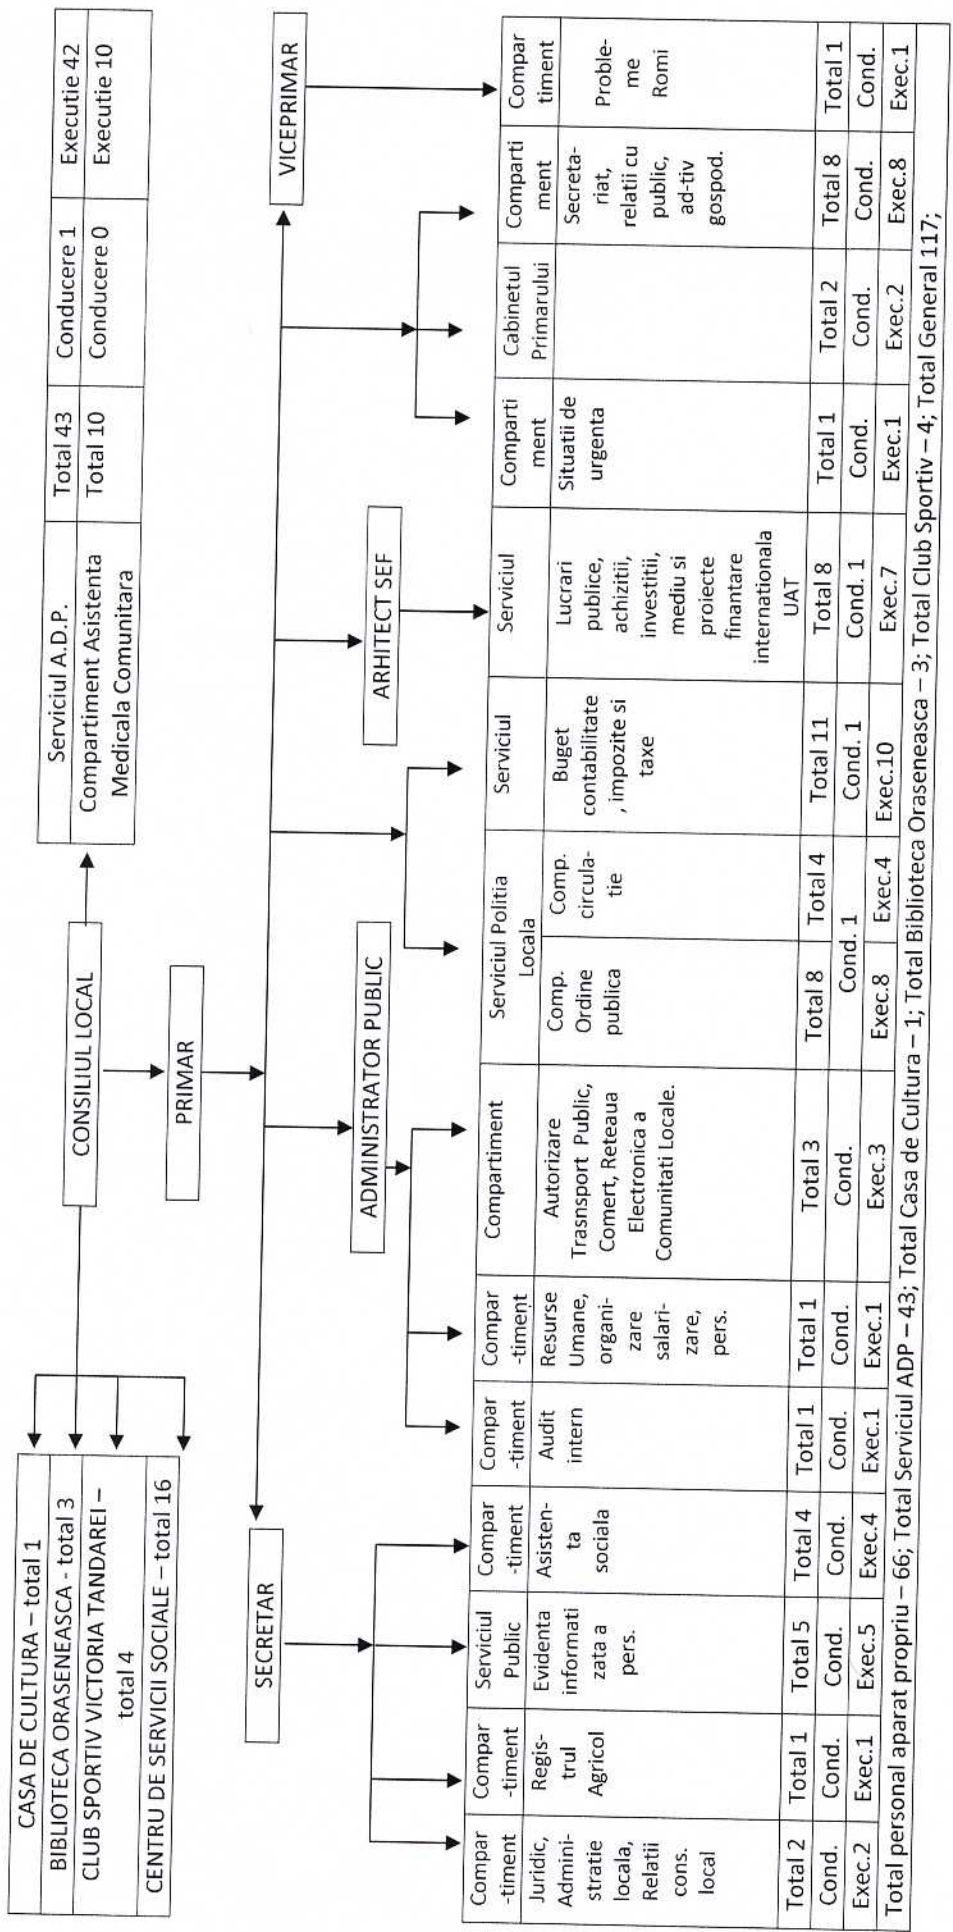 CASA DE CULTURA – total 1
BIBLIOTECA ORASENEASCA - total 3
CLUB SPORTIV VICTORIA TANDAREI –
total 4
CENTRU DE SERVICII SOCIALE – total 16
CONSILIUL LOCAL
Serviciul A.D.P. Total 43 Conducere 1 Executie 42
Compartiment Asistenta Total 10 Conducere 0 Executie 10
Medicala Comunitara
PRIMAR
SECRETAR
VICEPRIMAR
ADMINISTRATOR PUBLIC
ARHITECT SEF
Compar
-timent
Juridic,
Admini-
stratie
locala,
Relatii
cons.
local
Total 2
Cond.
Exec.2
Compar
-timent
Regis-
trul
Agricol
Total 1
Cond.
Exec.1
Serviciul
Public
Evidenta
informati
zata a
pers.
Total 5
Cond.
Exec.5
Compar
-timent
Asisten-
ta
sociala
Total 4
Cond.
Exec.4
Compar
-timent
Audit
intern
Total 1
Cond.
Exec.1
Compar
-timent
Resurse
Umane,
organi-
zare
salari-
zare,
pers.
Total 1
Cond.
Exec.1
Compartiment
Autorizare
Trasnsport Public,
Comert, Reteaua
Electronica a
Comunitati Locale.
Total 3
Cond.
Exec.3
Serviciul Politia
Locala
Comp.
Ordine
publica
Total 8
Comp.
circula-
tie
Total 4
Cond. 1
Exec.8
Exec.4
Serviciul
Buget
contabilitate
, impozite si
taxe
Total 11
Cond. 1
Exec.10
Serviciul
Lucrari
publice,
achizitii,
investitii,
mediu si
proiecte
finantare
internationala
UAT
Total 8
Cond. 1
Exec.7
Comparti
ment
Situatii de
urgenta
Total 1
Cond.
Exec.1
Cabinetul
Primarului
Total 2
Cond.
Exec.2
Comparti
ment
Secreta-
riat,
relatii cu
public,
ad-tiv
gospod.
Total 8
Cond.
Exec.8
Compar
timent
Proble-
me
Romi
Total 1
Cond.
Exec.1
Total personal aparat propriu – 66; Total Serviciul ADP – 43; Total Casa de Cultura – 1; Total Biblioteca Oraseneasca – 3; Total Club Sportiv – 4; Total General 117;